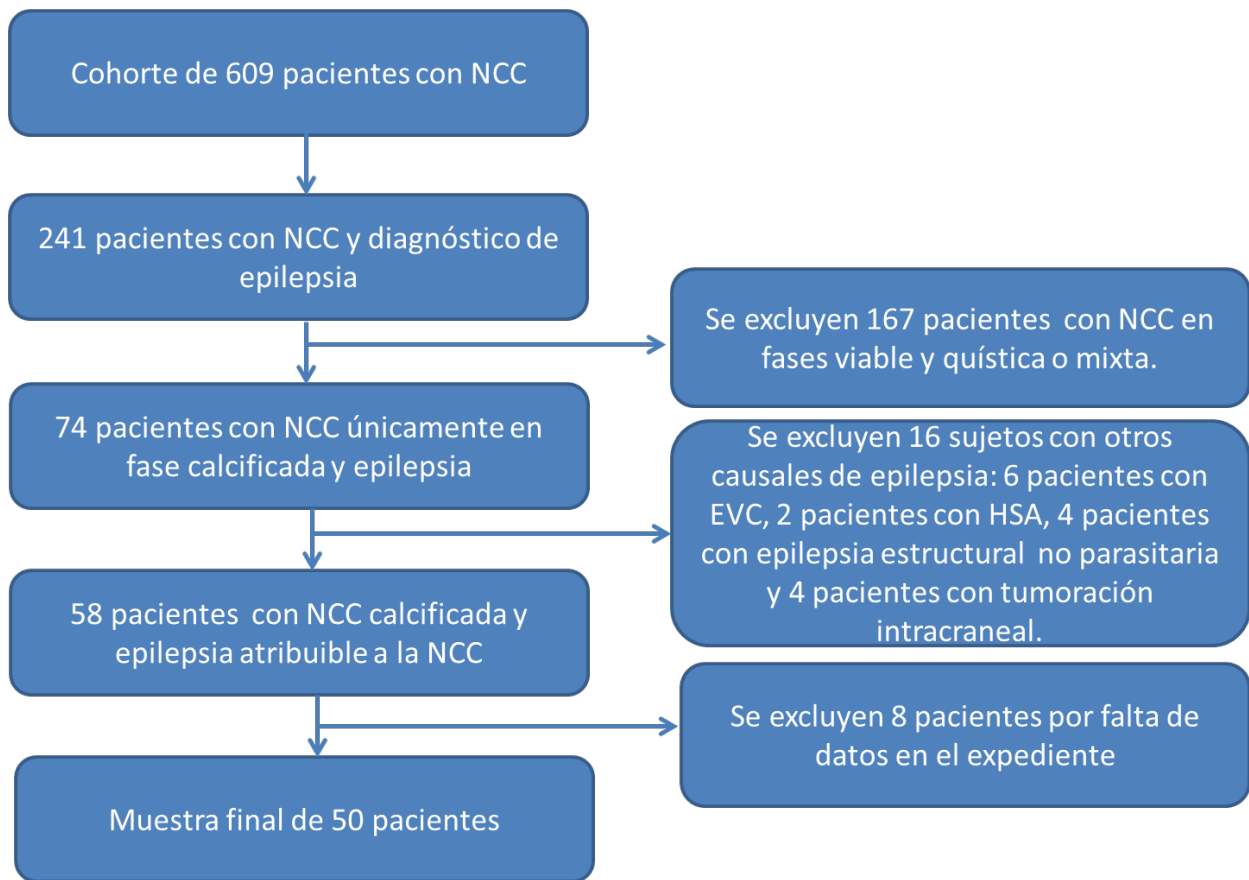 Cohorte de 609 pacientes con NCC
241 pacientes con NCC y diagnóstico de
epilepsia
Se excluyen 167 pacientes con NCC en
fases viable y quística o mixta.
74 pacientes con NCC únicamente en
fase calcificada y epilepsia
Se excluyen 16 sujetos con otros
causales de epilepsia: 6 pacientes con
EVC, 2 pacientes con HSA, 4 pacientes
con epilepsia estructural no parasitaria
y 4 pacientes con tumoración
intracraneal.
58 pacientes con NCC calcificada y
epilepsia atribuible a la NCC
Se excluyen 8 pacientes por falta de
datos en el expediente
Muestra final de 50 pacientes